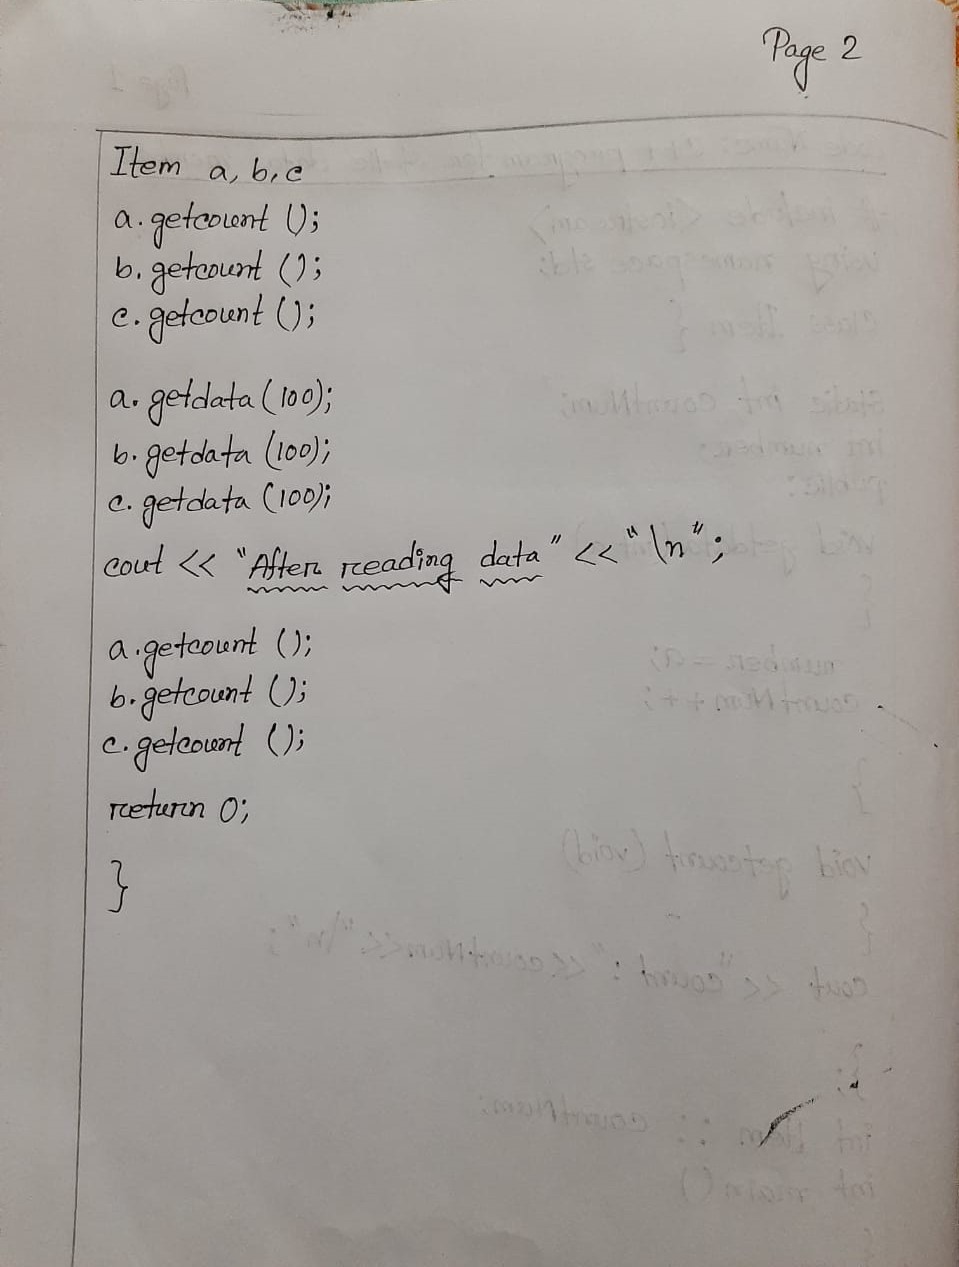 Page 2
Item a, b, c
a. getcount ();
b. getcount ();
c. getcount ();
a. getdata (100);
b. getdata (100);
c. getdata (100);
cout << "After reading data" << "\n";
a. getcount ();
b. getcount ();
c. getcount ();
return 0;
}